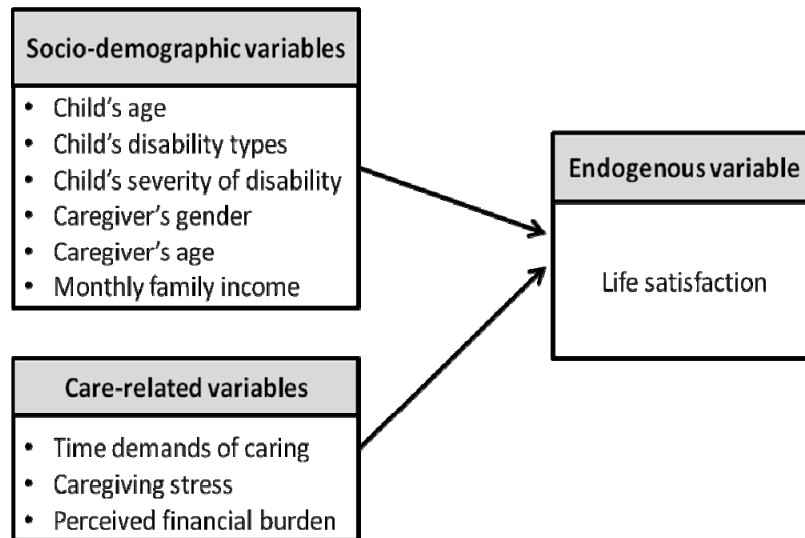 Socio-demographic variables
• Child’s age
• Child’s disability types
• Child’s severity of disability
• Caregiver’s gender
• Caregiver’s age
• Monthly family income
Care-related variables
• Time demands of caring
• Caregiving stress
• Perceived financial burden
Endogenous variable
Life satisfaction